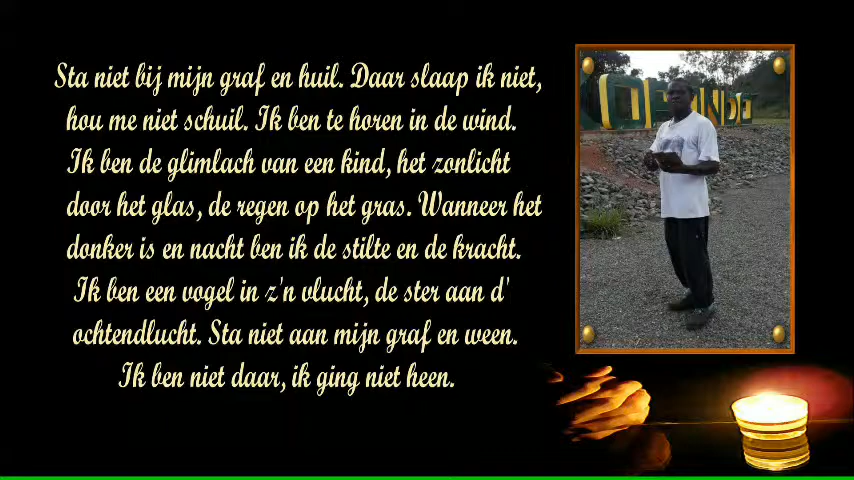 Sta niet bij mijn graf en huil. Daar slaap ik niet,
hou me niet schuil. Ik ben te horen in de wind.
Ik ben de glimlach van een kind, het zonlicht
door het glas, de regen op het gras. Wanneer het
donker is en nacht ben ik de stilte en de kracht.
Ik ben een vogel in z'n vlucht, de ster aan d'
ochtendlucht. Sta niet aan mijn graf en ween.
Ik ben niet daar, ik ging niet heen.